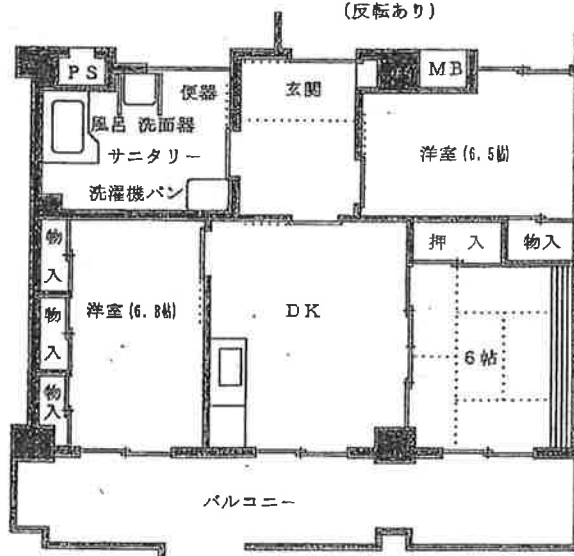 (反転あり)
PS
便器
玄関
MB
風呂 洗面器
サニタリー
洗濯機パン
洋室(6.5帖)
物入
物入
物入
洋室(6.8帖)
DK
押 入
物入
6帖
バルコニー